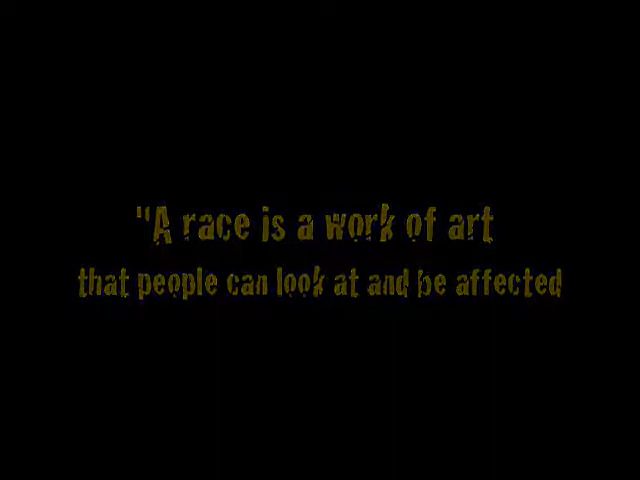 "A race is a work of art
that people can look at and be affected